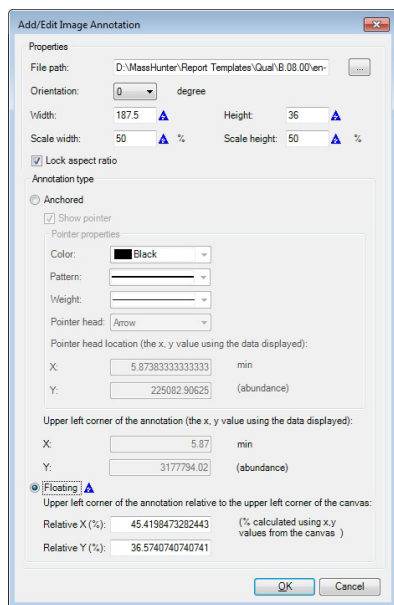 Add/Edit Image Annotation
Properties
File path: D:\MassHunter\Report Templates\Qual\B.08.00\en- ...
Orientation: 0 degree
Width: 187.5 Height: 36
Scale width: 50 % Scale height: 50 %
Lock aspect ratio
Annotation type
Anchored
Show pointer
Pointer properties
Color: Black
Pattern:
Weight:
Pointer head: Arrow
Pointer head location (the x, y value using the data displayed):
X: 5.87383333333333 min
Y: 225082.90625 (abundance)
Upper left corner of the annotation (the x, y value using the data displayed):
X: 5.87 min
Y: 3177794.02 (abundance)
Floating
Upper left corner of the annotation relative to the upper left corner of the canvas:
Relative X (%): 45.4198473282443 (% calculated using x,y
values from the canvas )
Relative Y (%): 36.5740740740741
OK Cancel